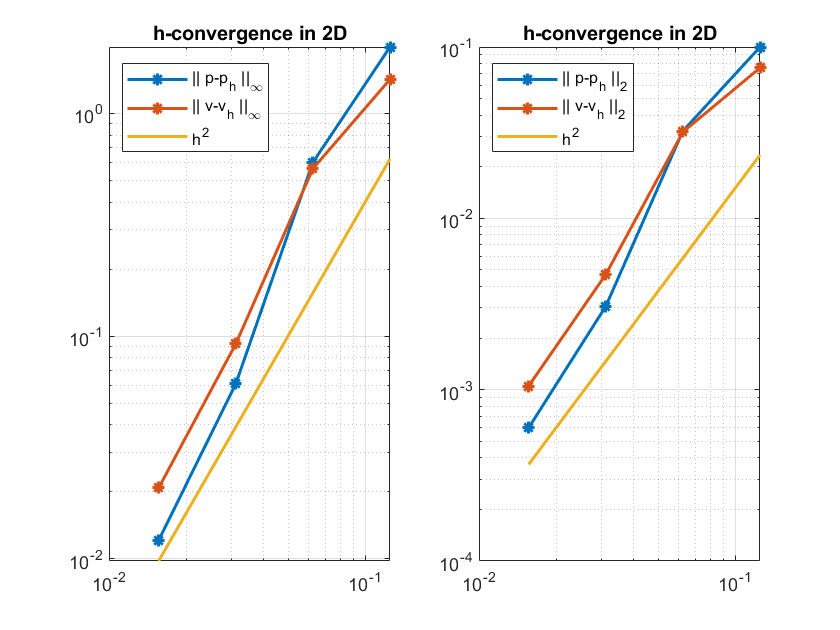 h-convergence in 2D
|| p-p_h ||_∞
|| v-v_h ||_∞
h^2
10^0
10^-1
10^-2
10^-2
10^-1
h-convergence in 2D
|| p-p_h ||_2
|| v-v_h ||_2
h^2
10^-1
10^-2
10^-3
10^-4
10^-2
10^-1